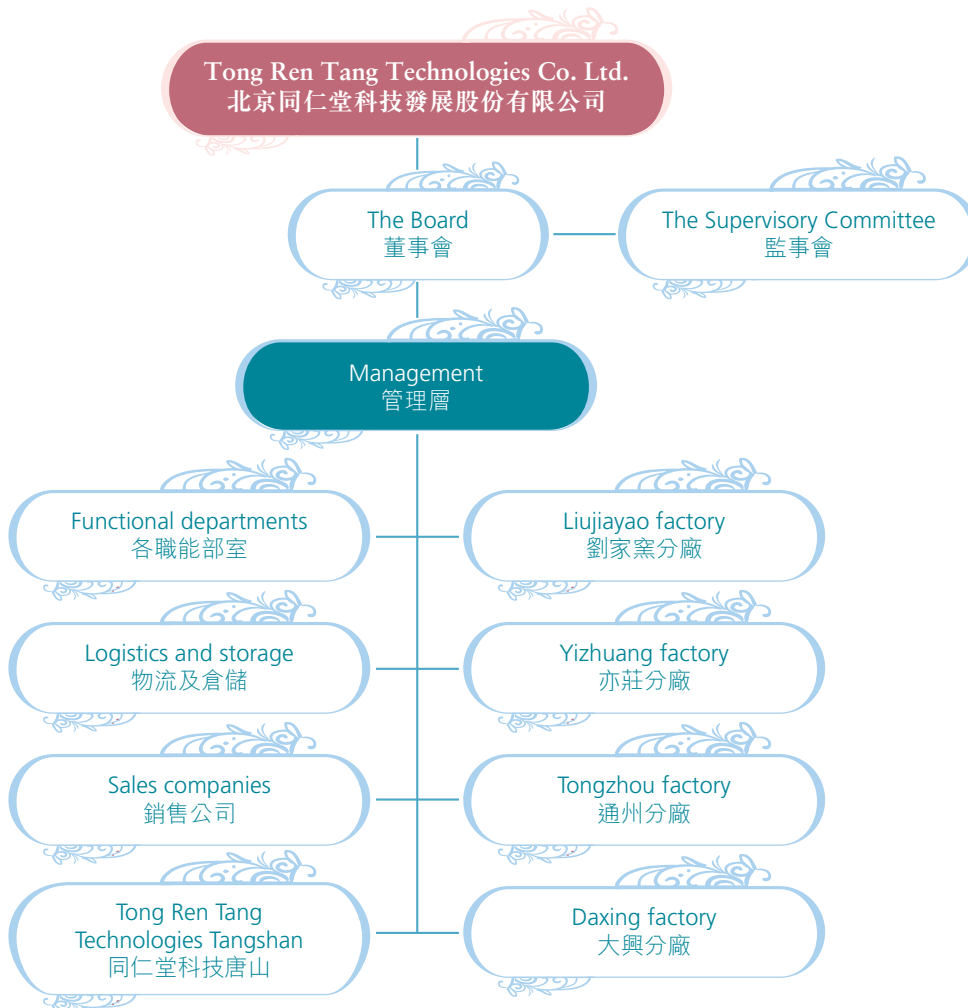 Tong Ren Tang Technologies Co. Ltd.
北京同仁堂科技發展股份有限公司
The Board
董事會
The Supervisory Committee
監事會
Management
管理層
Functional departments
各職能部室
Liujiayao factory
劉家窯分廠
Logistics and storage
物流及倉儲
Yizhuang factory
亦莊分廠
Sales companies
銷售公司
Tongzhou factory
通州分廠
Tong Ren Tang
Technologies Tangshan
同仁堂科技唐山
Daxing factory
大興分廠